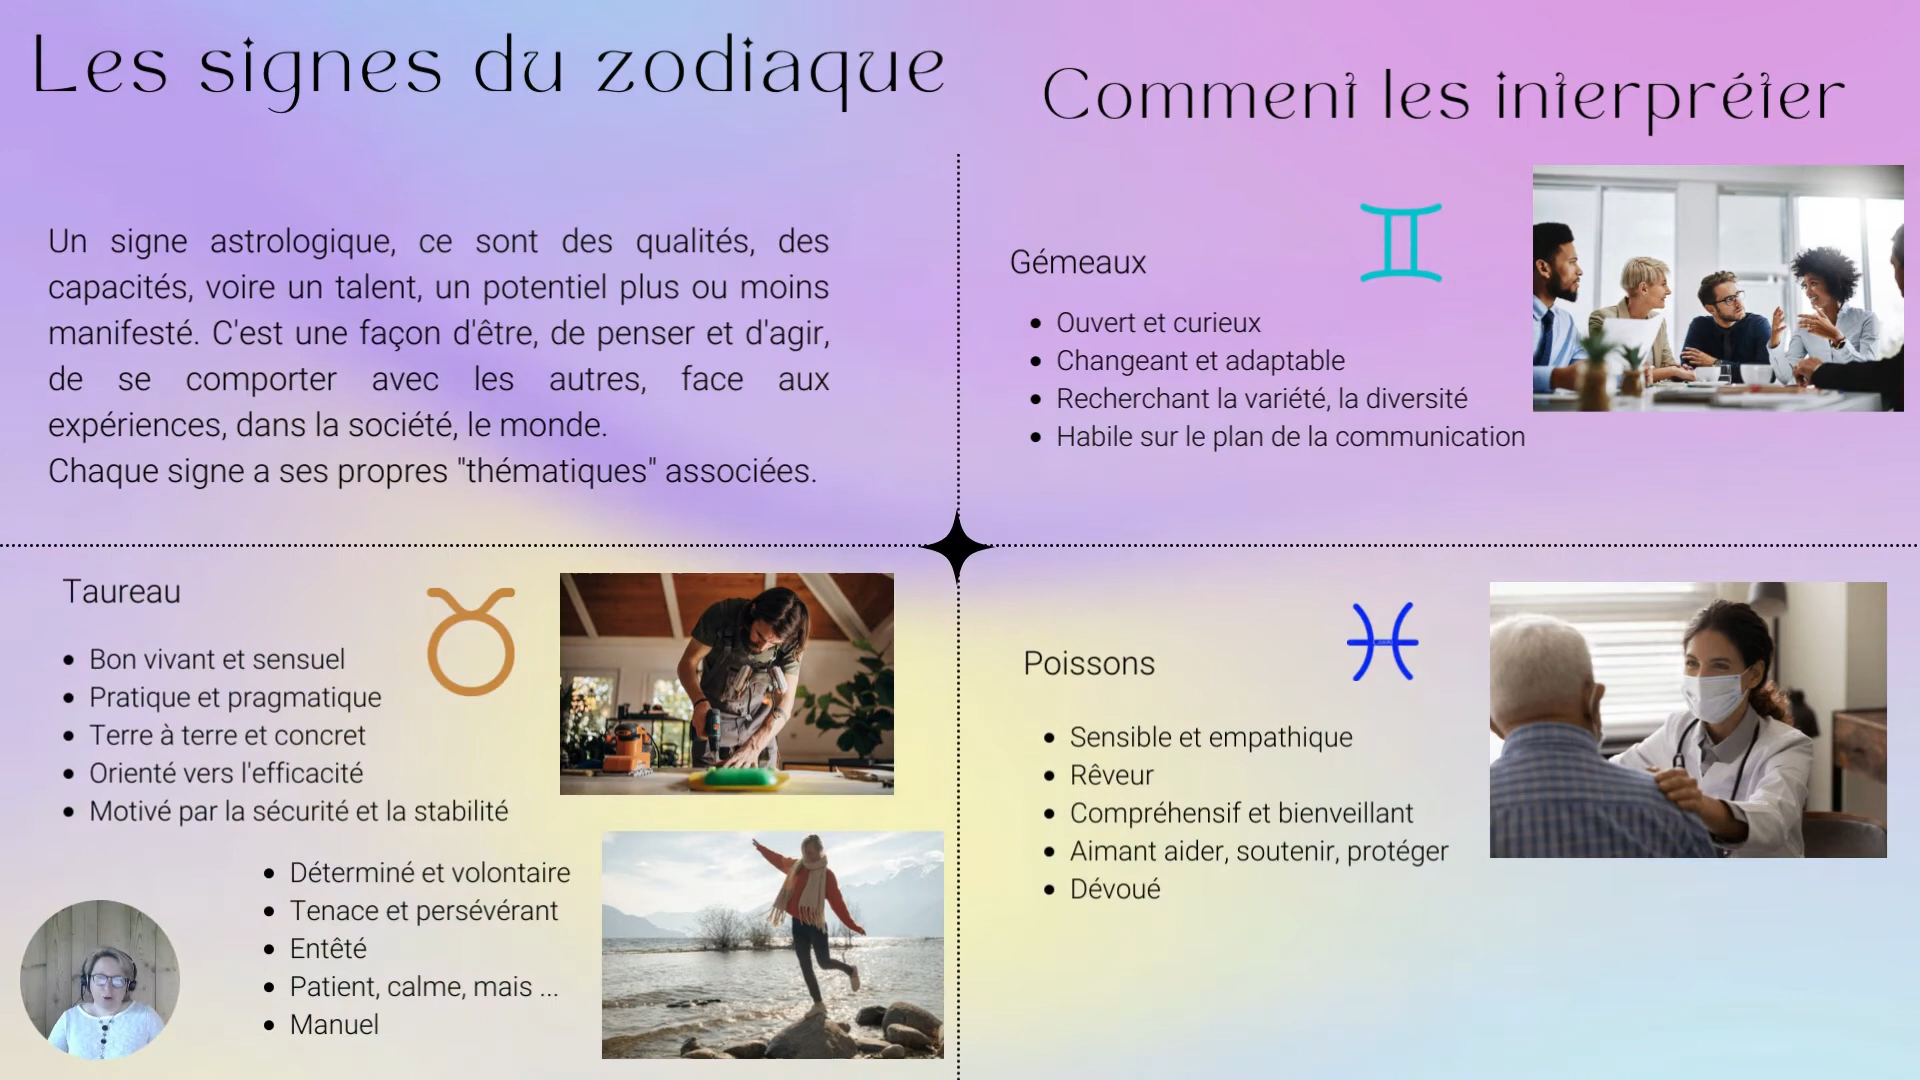 Les signes du zodiaque
Comment les interpréter
Un signe astrologique, ce sont des qualités, des
capacités, voire un talent, un potentiel plus ou moins
manifesté. C'est une façon d'être, de penser et d'agir,
de se comporter avec les autres, face aux
expériences, dans la société, le monde.
Chaque signe a ses propres "thématiques" associées.
Gémeaux
Ouvert et curieux
Changeant et adaptable
Recherchant la variété, la diversité
Habile sur le plan de la communication
Taureau
Bon vivant et sensuel
Pratique et pragmatique
Terre à terre et concret
Orienté vers l'efficacité
Motivé par la sécurité et la stabilité
Déterminé et volontaire
Tenace et persévérant
Entêté
Patient, calme, mais ...
Manuel
Poissons
Sensible et empathique
Rêveur
Compréhensif et bienveillant
Aimant aider, soutenir, protéger
Dévoué